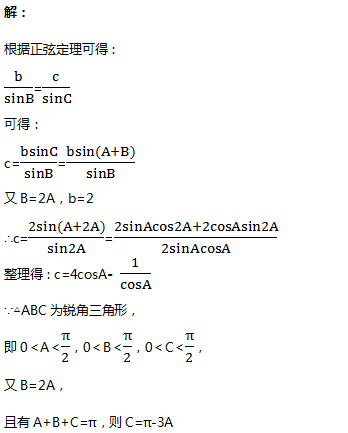 解：
根据正弦定理可得：
b/sinB=c/sinC
可得：
c=bsinC/sinB=bsin(A+B)/sinB
又 B=2A，b=2
∴c=2sin(A+2A)/sin2A=2sinAcos2A+2cosAsin2A/2sinAcosA
整理得：c=4cosA- 1/cosA
∵△ABC 为锐角三角形，
即 0<A<π/2，0<B<π/2，0<C<π/2，
又 B=2A，
且有 A+B+C=π，则 C=π-3A